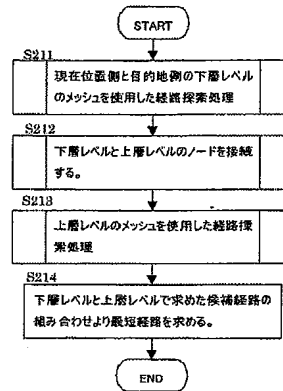 START
S211
現在位置側と目的地側の下層レベル
のメッシュを使用した経路探索処理
S212
下層レベルと上層レベルのノードを接続
する。
S213
上層レベルのメッシュを使用した経路探
索処理
S214
下層レベルと上層レベルで求めた候補経路の
組み合わせより最短経路を求める。
END